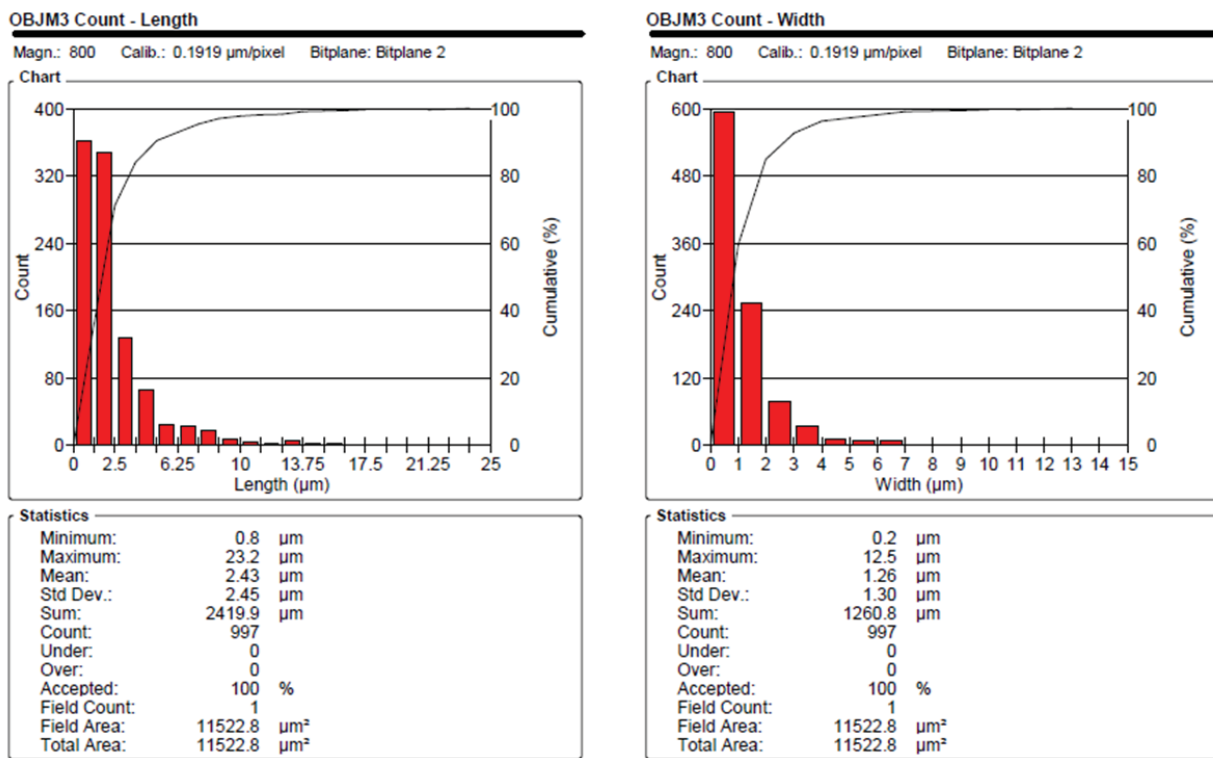 OBJM3 Count - Length
Magn.: 800 Calib.: 0.1919 µm/pixel Bitplane: Bitplane 2
Chart
400
320
240
160
80
0
Count
100
80
60
40
20
0
Cumulative (%)
0 2.5 6.25 10 13.75 17.5 21.25 25
Length (µm)
Statistics
Minimum: 0.8 µm
Maximum: 23.2 µm
Mean: 2.43 µm
Std Dev.: 2.45 µm
Sum: 2419.9 µm
Count: 997
Under: 0
Over: 0
Accepted: 100 %
Field Count: 1
Field Area: 11522.8 µm²
Total Area: 11522.8 µm²
OBJM3 Count - Width
Magn.: 800 Calib.: 0.1919 µm/pixel Bitplane: Bitplane 2
Chart
600
480
360
240
120
0
Count
100
80
60
40
20
0
Cumulative (%)
0 1 2 3 4 5 6 7 8 9 10 11 12 13 14 15
Width (µm)
Statistics
Minimum: 0.2 µm
Maximum: 12.5 µm
Mean: 1.26 µm
Std Dev.: 1.30 µm
Sum: 1260.8 µm
Count: 997
Under: 0
Over: 0
Accepted: 100 %
Field Count: 1
Field Area: 11522.8 µm²
Total Area: 11522.8 µm²